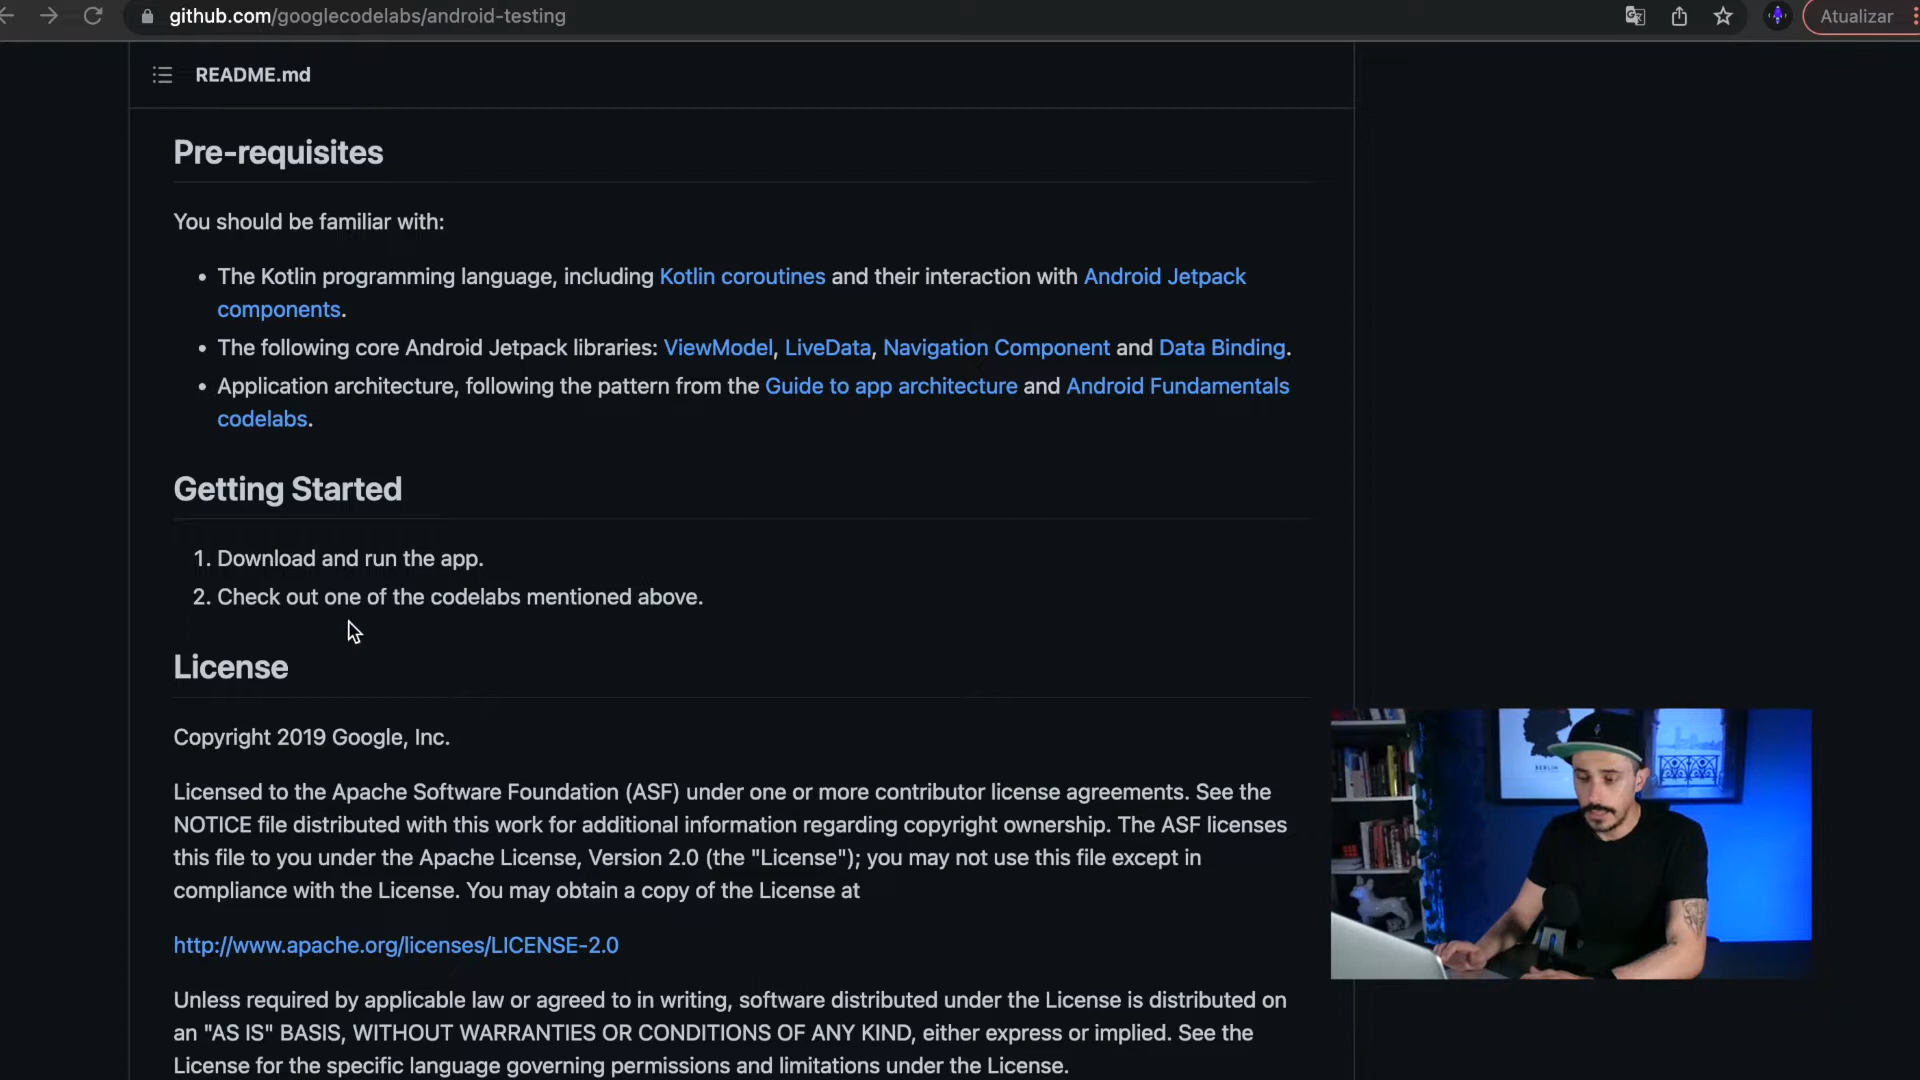 github.com/googlecodelabs/android-testing
Atualizar
README.md
Pre-requisites
You should be familiar with:
• The Kotlin programming language, including Kotlin coroutines and their interaction with Android Jetpack
components.
• The following core Android Jetpack libraries: ViewModel, LiveData, Navigation Component and Data Binding.
• Application architecture, following the pattern from the Guide to app architecture and Android Fundamentals
codelabs.
Getting Started
1. Download and run the app.
2. Check out one of the codelabs mentioned above.
License
Copyright 2019 Google, Inc.
Licensed to the Apache Software Foundation (ASF) under one or more contributor license agreements. See the
NOTICE file distributed with this work for additional information regarding copyright ownership. The ASF licenses
this file to you under the Apache License, Version 2.0 (the "License"); you may not use this file except in
compliance with the License. You may obtain a copy of the License at
http://www.apache.org/licenses/LICENSE-2.0
Unless required by applicable law or agreed to in writing, software distributed under the License is distributed on
an "AS IS" BASIS, WITHOUT WARRANTIES OR CONDITIONS OF ANY KIND, either express or implied. See the
License for the specific language governing permissions and limitations under the License.
BERLIN